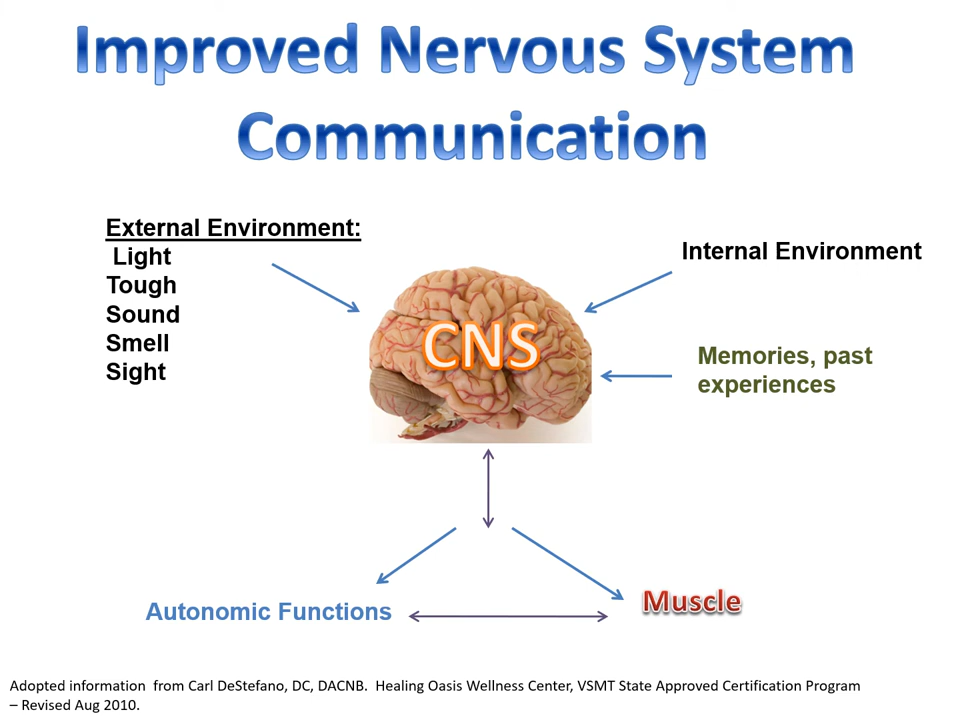 Improved Nervous System
Communication
External Environment:
Light
Tough
Sound
Smell
Sight
Internal Environment
CNS
Memories, past
experiences
Autonomic Functions
Muscle
Adopted information  from Carl DeStefano, DC, DACNB.  Healing Oasis Wellness Center, VSMT State Approved Certification Program
– Revised Aug 2010.